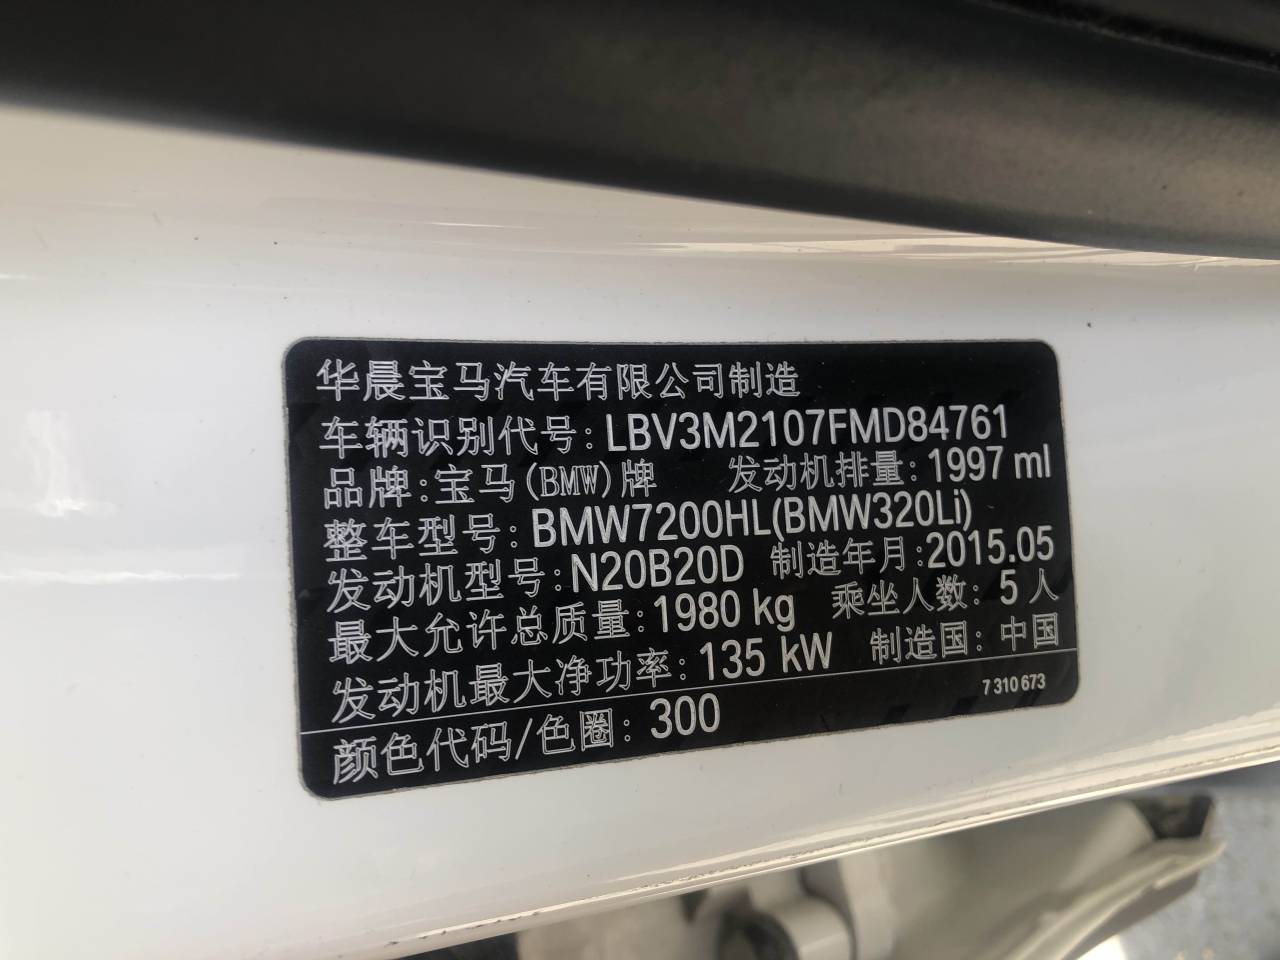 华晨宝马汽车有限公司制造
车辆识别代号: LBV3M2107FMD84761
品牌:宝马(BMW)牌 发动机排量: 1997 ml
整车型号: BMW7200HL(BMW320Li)
发动机型号: N20B20D 制造年月: 2015.05
最大允许总质量: 1980 kg 乘坐人数: 5 人
发动机最大净功率: 135 kW 制造国: 中国
7 310 673
颜色代码/色圈: 300